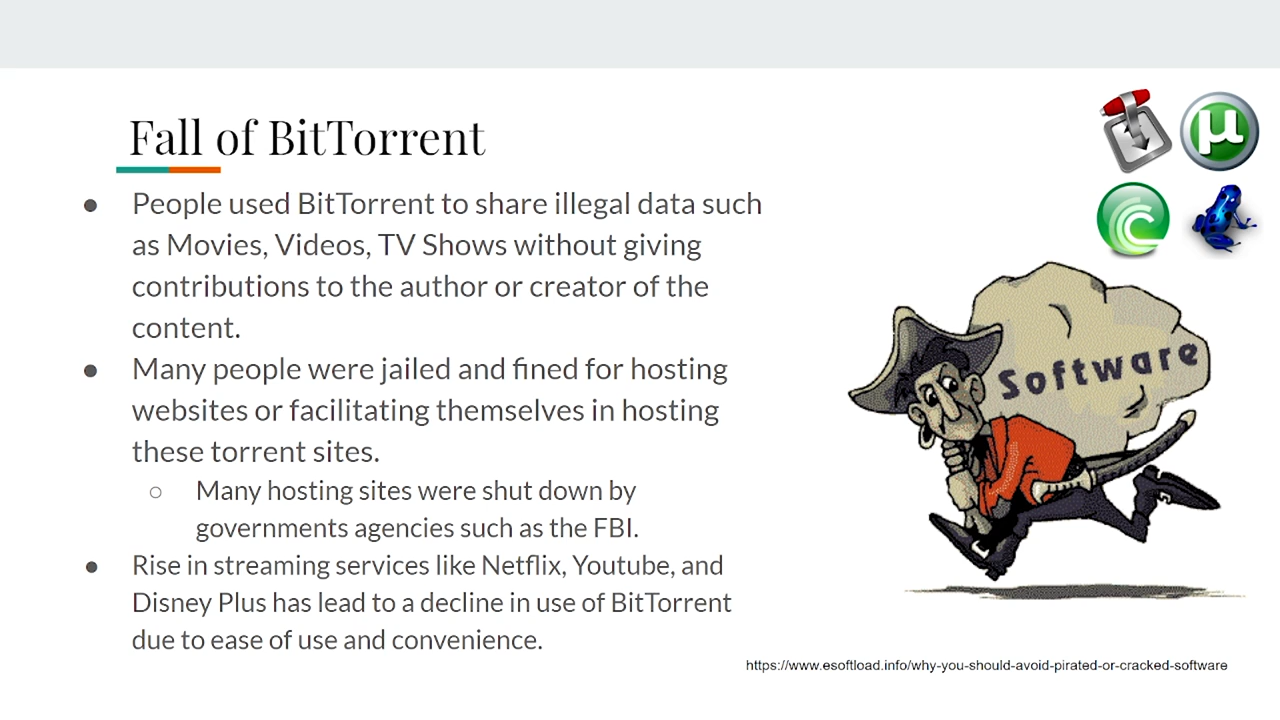 Fall of BitTorrent
● People used BitTorrent to share illegal data such
as Movies, Videos, TV Shows without giving
contributions to the author or creator of the
content.
● Many people were jailed and fined for hosting
websites or facilitating themselves in hosting
these torrent sites.
○ Many hosting sites were shut down by
governments agencies such as the FBI.
● Rise in streaming services like Netflix, Youtube, and
Disney Plus has lead to a decline in use of BitTorrent
due to ease of use and convenience.
µ
Software
https://www.esoftload.info/why-you-should-avoid-pirated-or-cracked-software